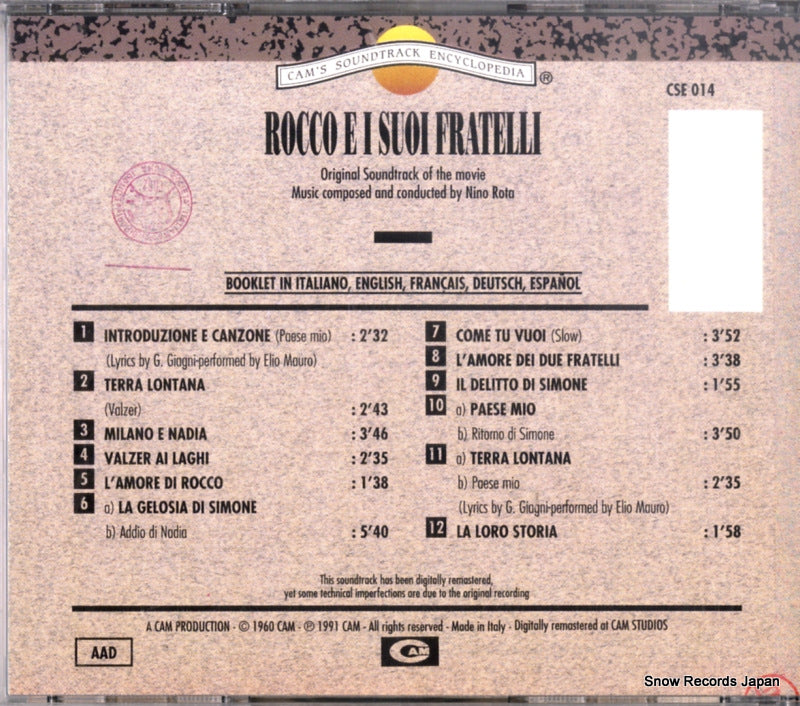 CAM'S SOUNDTRACK ENCYCLOPEDIA ®
CSE 014
ROCCO E I SUOI FRATELLI
Original Soundtrack of the movie
Music composed and conducted by Nino Rota
BOOKLET IN ITALIANO, ENGLISH, FRANÇAIS, DEUTSCH, ESPAÑOL
1 INTRODUZIONE E CANZONE (Paese mio) : 2'32
(Lyrics by G. Giagni-performed by Elio Mauro)
2 TERRA LONTANA
(Valzer) : 2'43
3 MILANO E NADIA : 3'46
4 VALZER AI LAGHI : 2'35
5 L'AMORE DI ROCCO : 1'38
6 a) LA GELOSIA DI SIMONE
b) Addio di Nadia : 5'40
7 COME TU VUOI (Slow) : 3'52
8 L'AMORE DEI DUE FRATELLI : 3'38
9 IL DELITTO DI SIMONE : 1'55
10 a) PAESE MIO
b) Ritorno di Simone : 3'50
11 a) TERRA LONTANA
b) Paese mio : 2'35
(Lyrics by G. Giagni-performed by Elio Mauro)
12 LA LORO STORIA : 1'58
This soundtrack has been digitally remastered,
yet some technical imperfections are due to the original recording
A CAM PRODUCTION - © 1960 CAM - ℗ 1991 CAM - All rights reserved - Made in Italy - Digitally remastered at CAM STUDIOS
AAD
CAM
Snow Records Japan